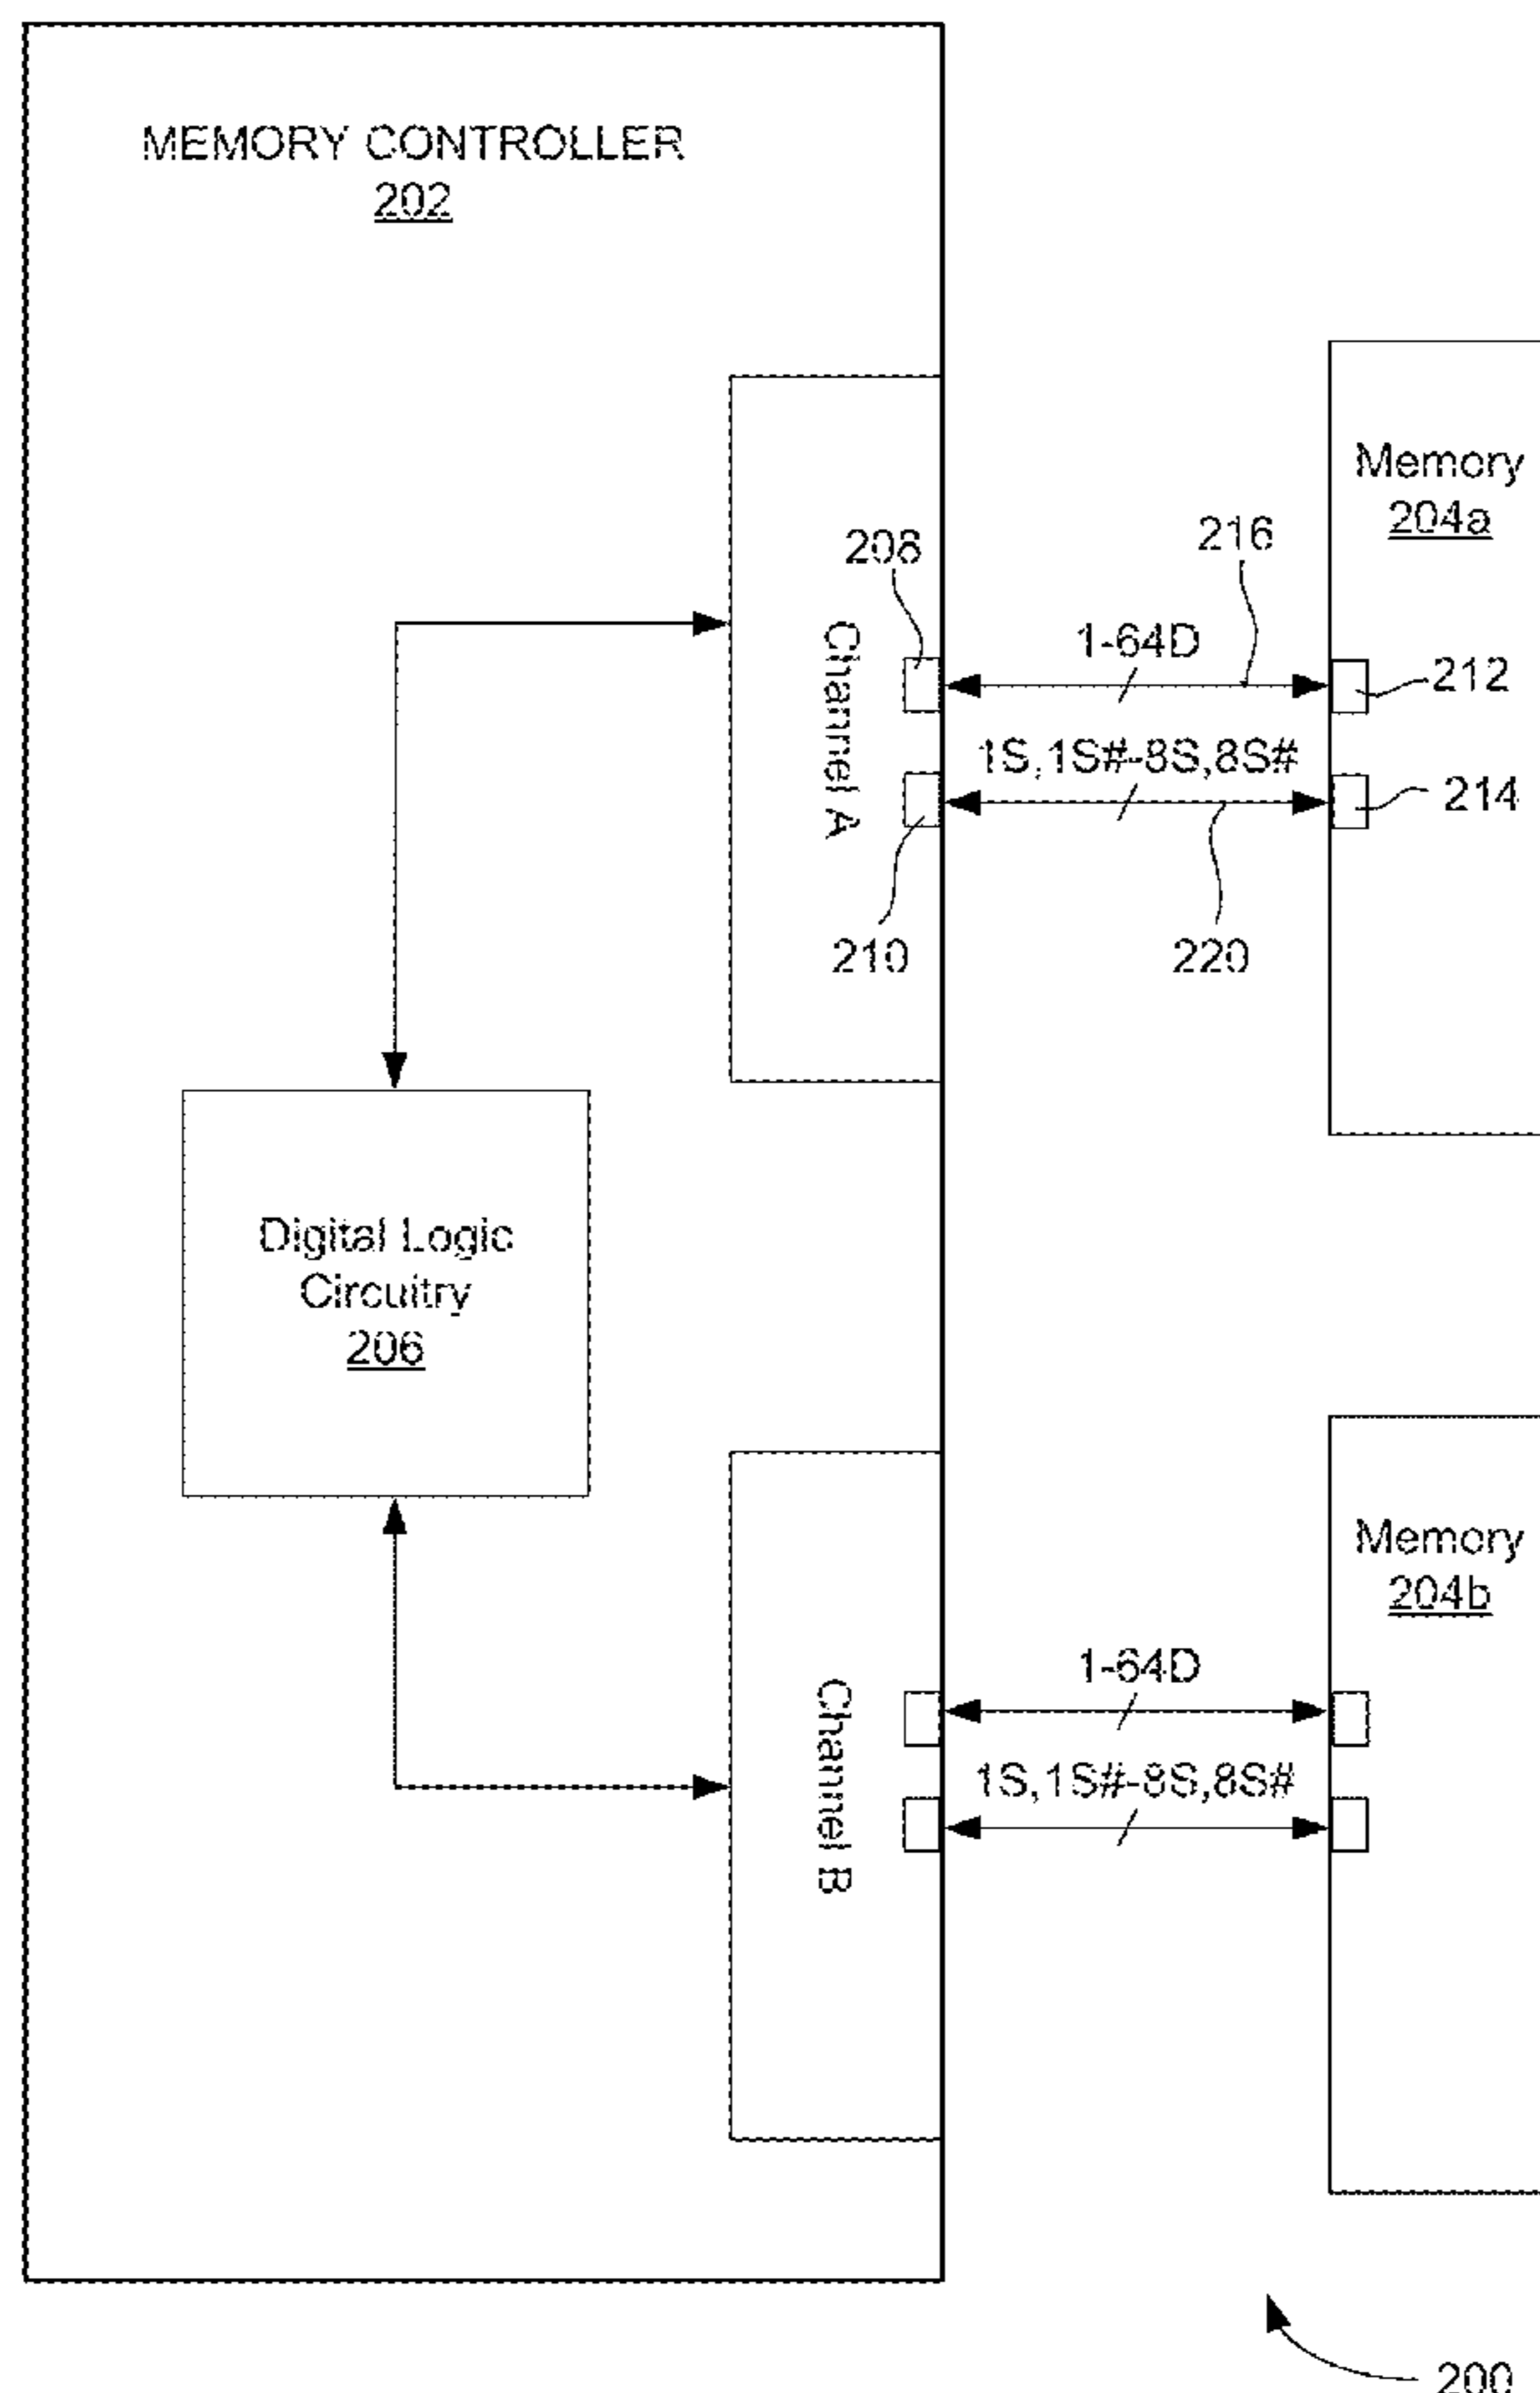 MEMORY CONTROLLER
202
Memory
204a
208
216
1-64D
212
Channel A
1S,1S#-8S,8S#
214
210
220
Digital Logic
Circuitry
206
Memory
204b
1-64D
Channel B
1S,1S#-8S,8S#
200